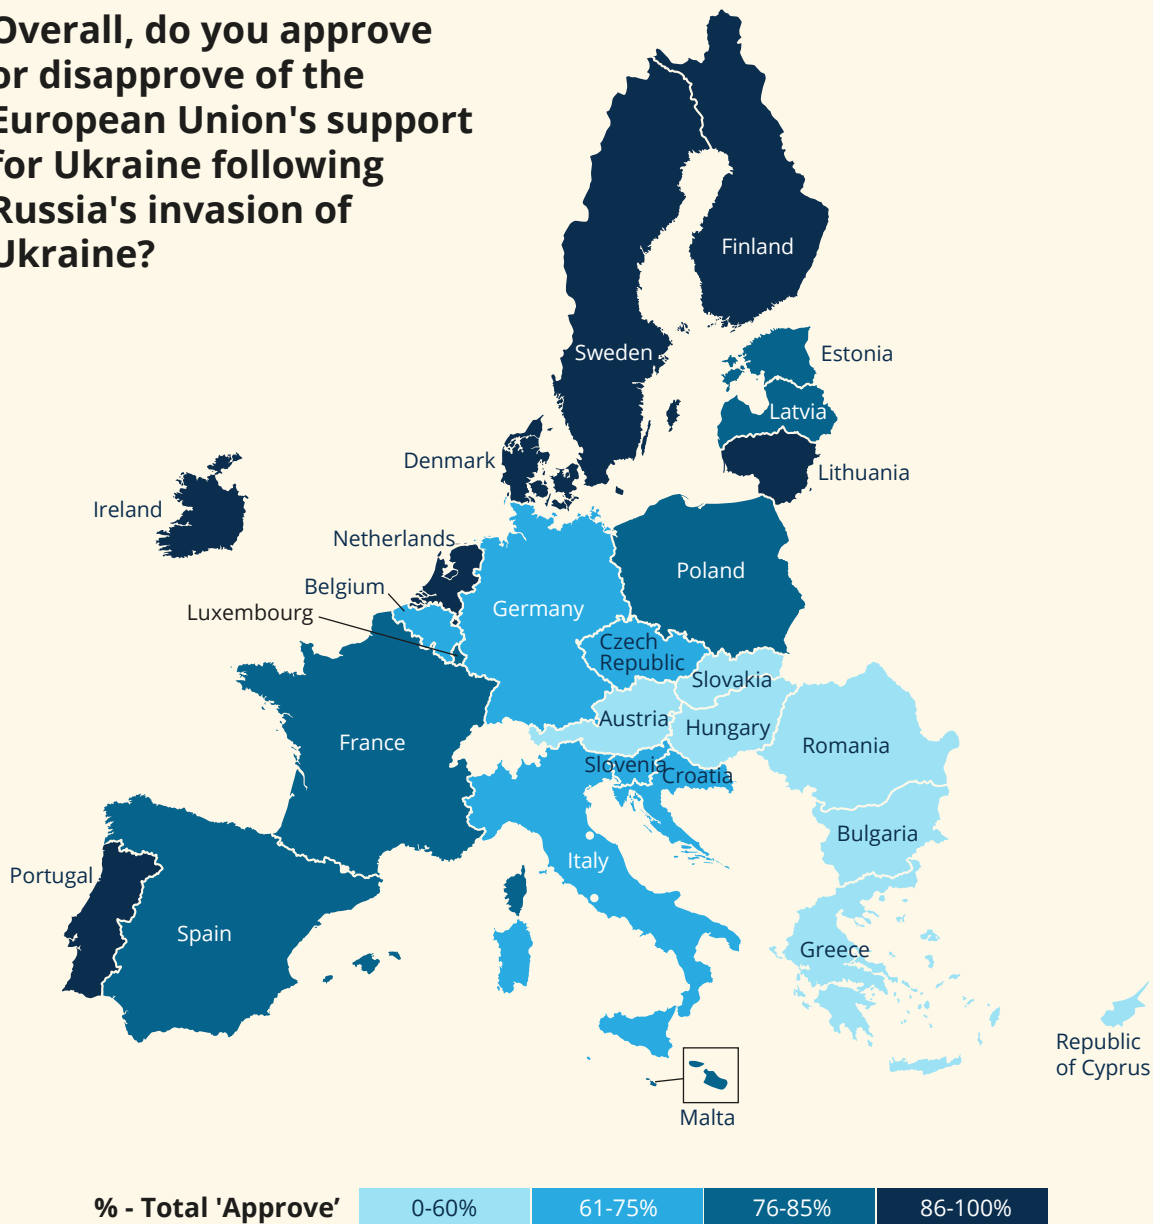 Overall, do you approve
or disapprove of the
European Union's support
for Ukraine following
Russia's invasion of
Ukraine?
Finland
Sweden
Estonia
Latvia
Denmark
Lithuania
Ireland
Netherlands
Poland
Belgium
Germany
Luxembourg
Czech
Republic
Slovakia
Austria
Hungary
France
Romania
Slovenia
Croatia
Bulgaria
Italy
Portugal
Spain
Greece
Republic
of Cyprus
Malta
% - Total 'Approve’ 0-60% 61-75% 76-85% 86-100%